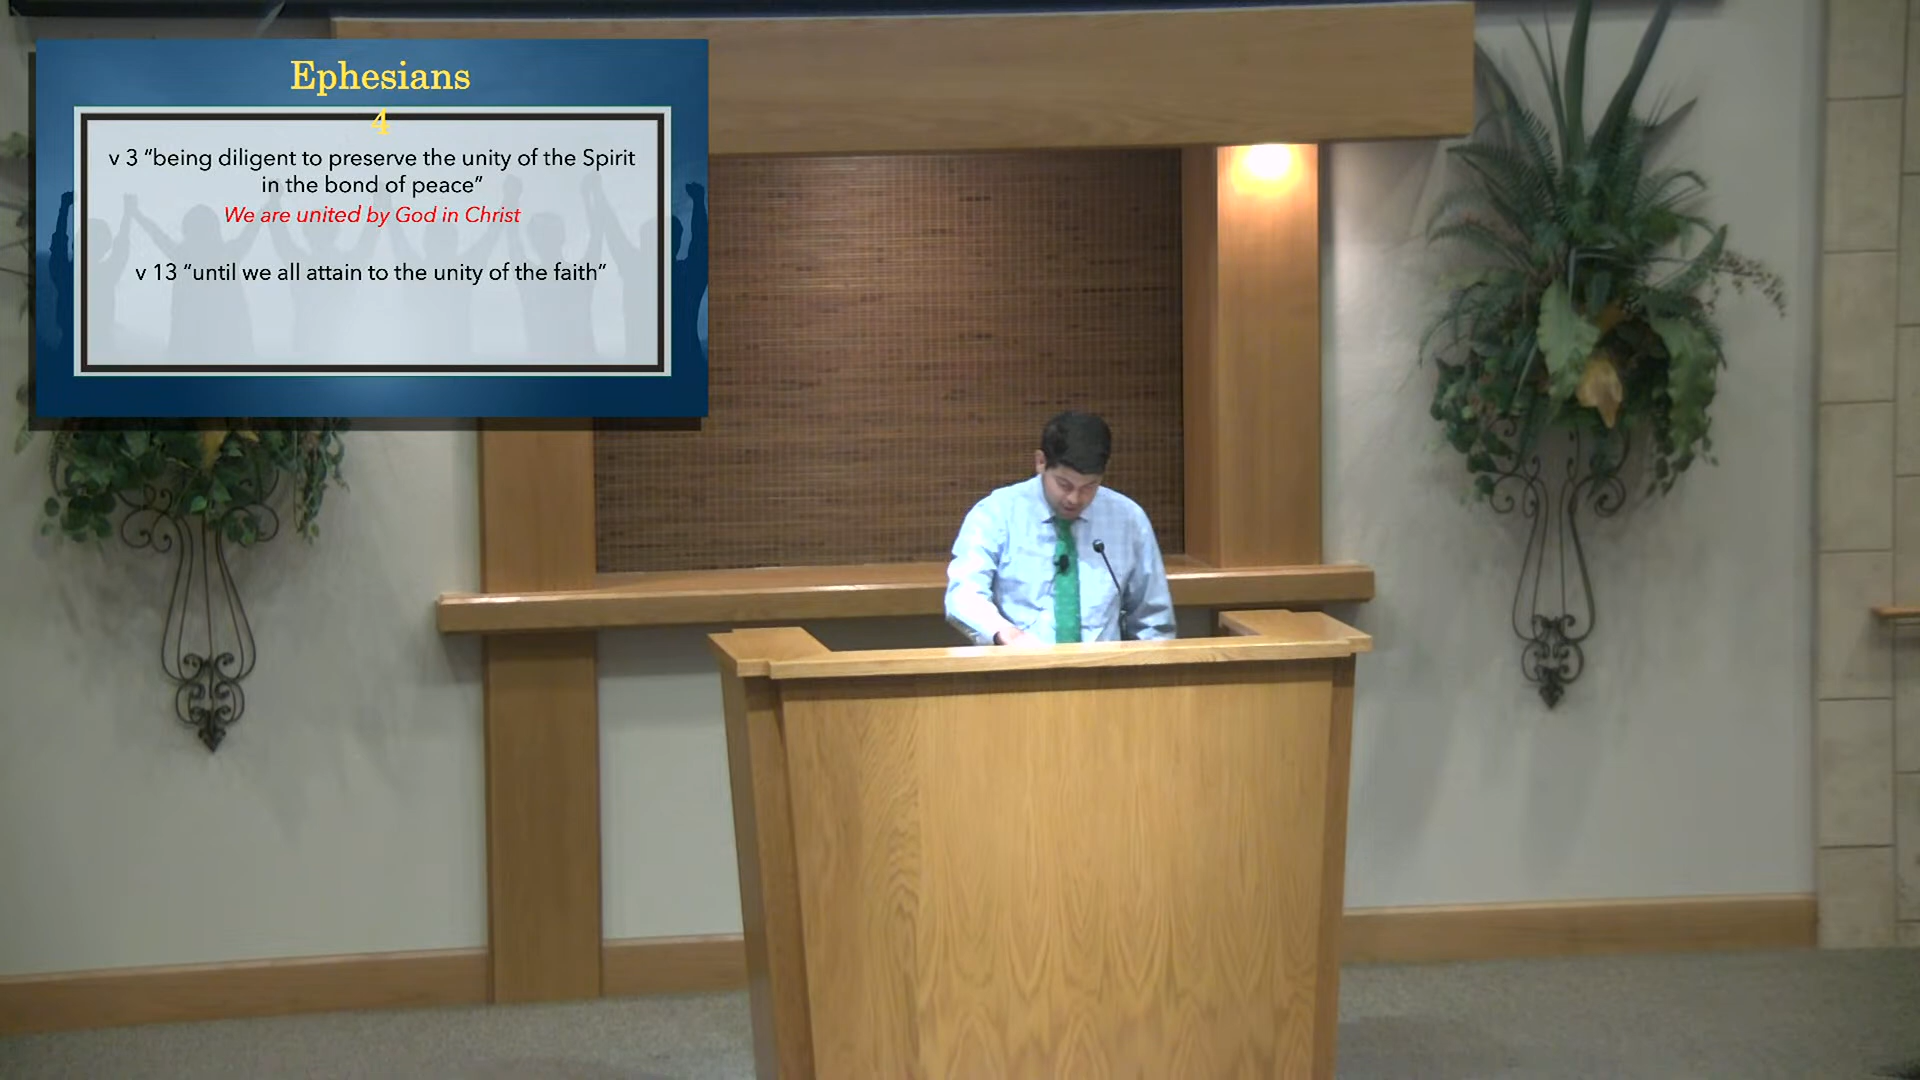 Ephesians
4
v 3 “being diligent to preserve the unity of the Spirit
in the bond of peace”
We are united by God in Christ
v 13 “until we all attain to the unity of the faith”